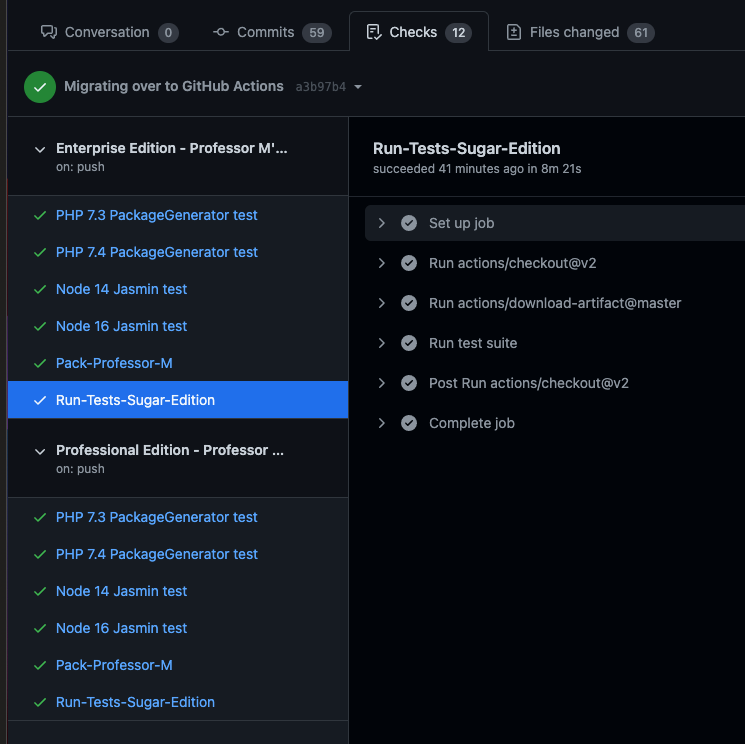 Conversation 0 Commits 59 Checks 12 Files changed 61
Migrating over to GitHub Actions a3b97b4
Enterprise Edition - Professor M'...
on: push
PHP 7.3 PackageGenerator test
PHP 7.4 PackageGenerator test
Node 14 Jasmin test
Node 16 Jasmin test
Pack-Professor-M
Run-Tests-Sugar-Edition
Professional Edition - Professor ...
on: push
PHP 7.3 PackageGenerator test
PHP 7.4 PackageGenerator test
Node 14 Jasmin test
Node 16 Jasmin test
Pack-Professor-M
Run-Tests-Sugar-Edition
Run-Tests-Sugar-Edition
succeeded 41 minutes ago in 8m 21s
Set up job
Run actions/checkout@v2
Run actions/download-artifact@master
Run test suite
Post Run actions/checkout@v2
Complete job